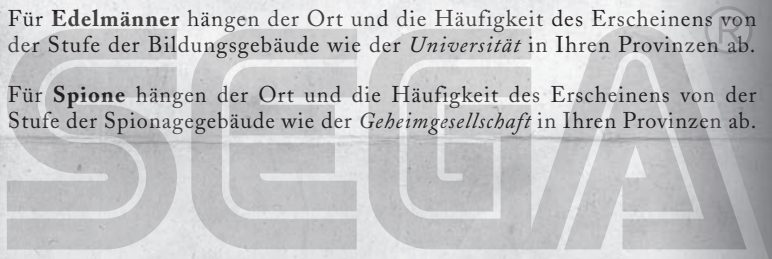 Für Edelmänner hängen der Ort und die Häufigkeit des Erscheinens von
der Stufe der Bildungsgebäude wie der Universität in Ihren Provinzen ab.
Für Spione hängen der Ort und die Häufigkeit des Erscheinens von der
Stufe der Spionagegebäude wie der Geheimgesellschaft in Ihren Provinzen ab.
SEGA®